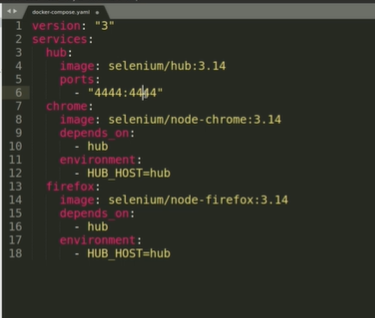 docker-compose.yaml
1 version: "3"
2 services:
3   hub:
4     image: selenium/hub:3.14
5     ports:
6       - "4444:4444"
7   chrome:
8     image: selenium/node-chrome:3.14
9     depends_on:
10       - hub
11     environment:
12       - HUB_HOST=hub
13   firefox:
14     image: selenium/node-firefox:3.14
15     depends_on:
16       - hub
17     environment:
18       - HUB_HOST=hub